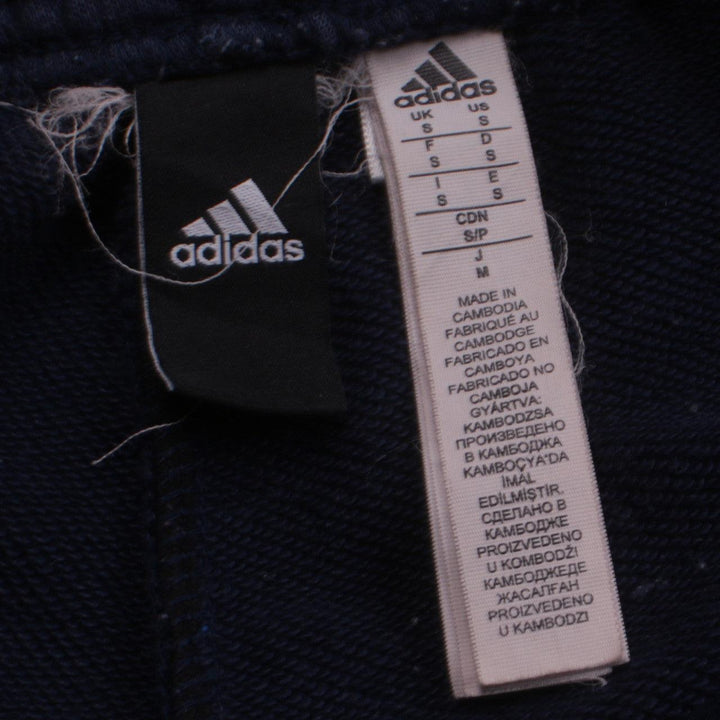 adidas
adidas
UK US
S S
F D
S S
I E
S S
CDN
S/P
J
M
MADE IN
CAMBODIA
FABRIQUÉ AU
CAMBODGE
FABRICADO EN
CAMBOYA
FABRICADO NO
CAMBOJA
GYÁRTVA:
KAMBODZSA
ПРОИЗВЕДЕНО
В КАМБОДЖА
KAMBOÇYA'DA
İMÂL
EDİLMİŞTİR.
СДЕЛАНО В
КАМБОДЖЕ
PROIZVEDENO
U KOMBODŽI
КАМБОДЖЕДЕ
ЖАСАЛҒАН
PROIZVEDENO
U KAMBODZI